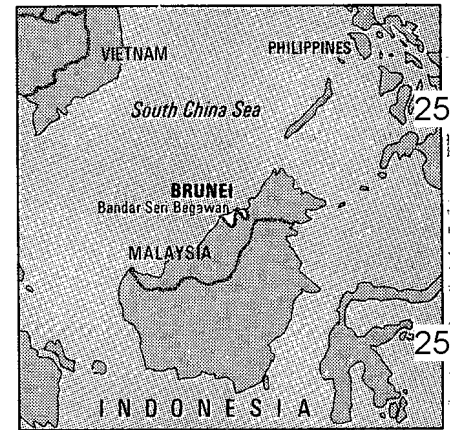 VIETNAM
PHILIPPINES
South China Sea
25
BRUNEI
Bandar Seri Begawan
MALAYSIA
25
INDONESIA